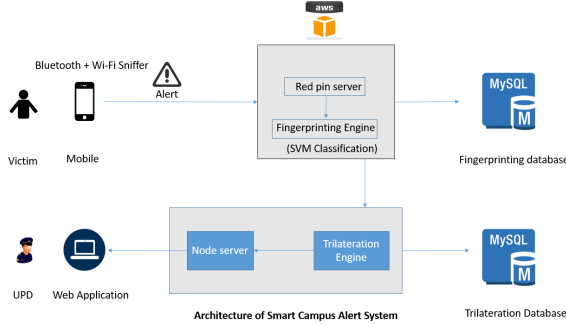 aws
Bluetooth + Wi-Fi Sniffer
Alert
Victim
Mobile
Red pin server
Fingerprinting Engine
(SVM Classification)
MySQL
M
Fingerprinting database
UPD
Web Application
Node server
Trilateration
Engine
MySQL
M
Trilateration Database
Architecture of Smart Campus Alert System